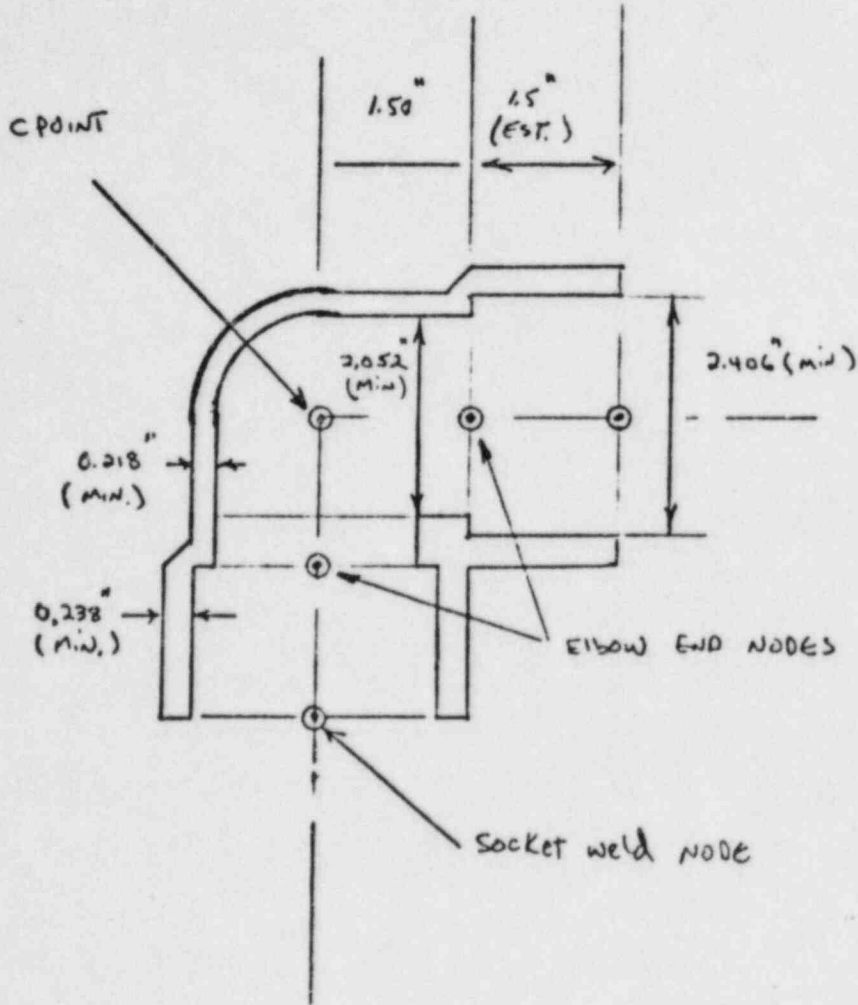 1.50"
1.5"
(EST.)
CPOINT
2.052"
(MIN)
2.406" (MIN)
0.218"
(MIN.)
0.238"
(MIN.)
Elbow END NODES
Socket weld NODE